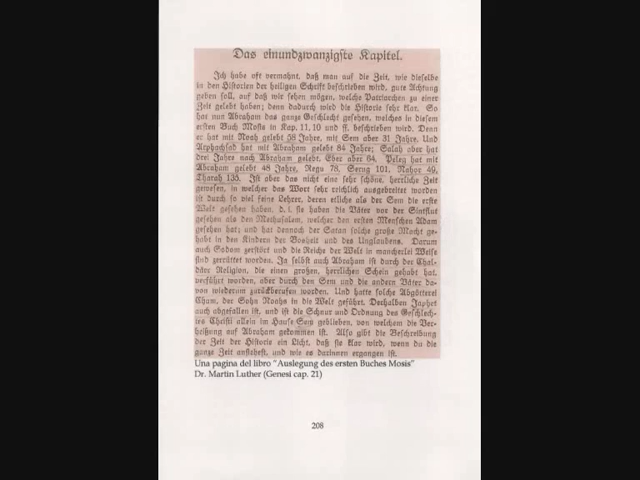 Das einundzwanzigste Kapitel.
Ich habe oft vermahnt, daß man auf die Zeit, wie dieselbe
in den Historien der heiligen Schrift beschrieben wird, gute Achtung
geben soll, auf daß wir sehen mögen, welche Patriarchen zu einer
Zeit gelebt haben; denn dadurch wird die Historie sehr klar. So
hat nun Abraham das ganze Geschlecht gesehen, welches in diesem
ersten Buch Mosis in Kap. 11, 10 und ff. beschrieben wird. Denn
er hat mit Noah gelebt 58 Jahre, mit Sem aber 31 Jahre. Und
Arphachsad hat mit Abraham gelebt 84 Jahre; Salah aber hat
drei Jahre nach Abraham gelebt, Eber aber 64, Peleg hat mit
Abraham gelebt 48 Jahre, Regu 78, Serug 101, Nahor 49,
Tharah 135. Ist aber das nicht eine sehr schöne, herrliche Zeit
gewesen, in welcher das Wort sehr reichlich ausgebreitet worden
ist durch so viel feine Lehrer, deren etliche als der Sem die erste
Welt gesehen haben, d. i. sie haben die Väter vor der Sintflut
gesehen als den Methusalem, welcher den ersten Menschen Adam
gesehen hat; und hat dennoch der Satan solche große Macht ge-
habt in den Kindern der Bosheit und des Unglaubens. Darum
auch Sodom zerstört und die Reiche der Welt in mancherlei Weise
sind zerrüttet worden. Ja selbst auch Abraham ist durch der Chal-
däer Religion, die einen großen, herrlichen Schein gehabt hat,
verführt worden, aber durch den Sem und die andern Väter da-
von wiederum zurückberufen worden. Und hatte solche Abgötterei
Cham, der Sohn Noahs in die Welt geführt. Derhalben Japhet
auch abgefallen ist, und ist die Schnur und Ordnung des Geschlech-
tes Christi allein im Hause Sem geblieben, von welchem die Ver-
heißung auf Abraham gekommen ist. Also gibt die Beschreibung
der Zeit der Historie ein Licht, daß sie klar wird, wenn du die
ganze Zeit ansiehest, und wie es darinnen ergangen ist.
Una pagina del libro "Auslegung des ersten Buches Mosis"
Dr. Martin Luther (Genesi cap. 21)
208